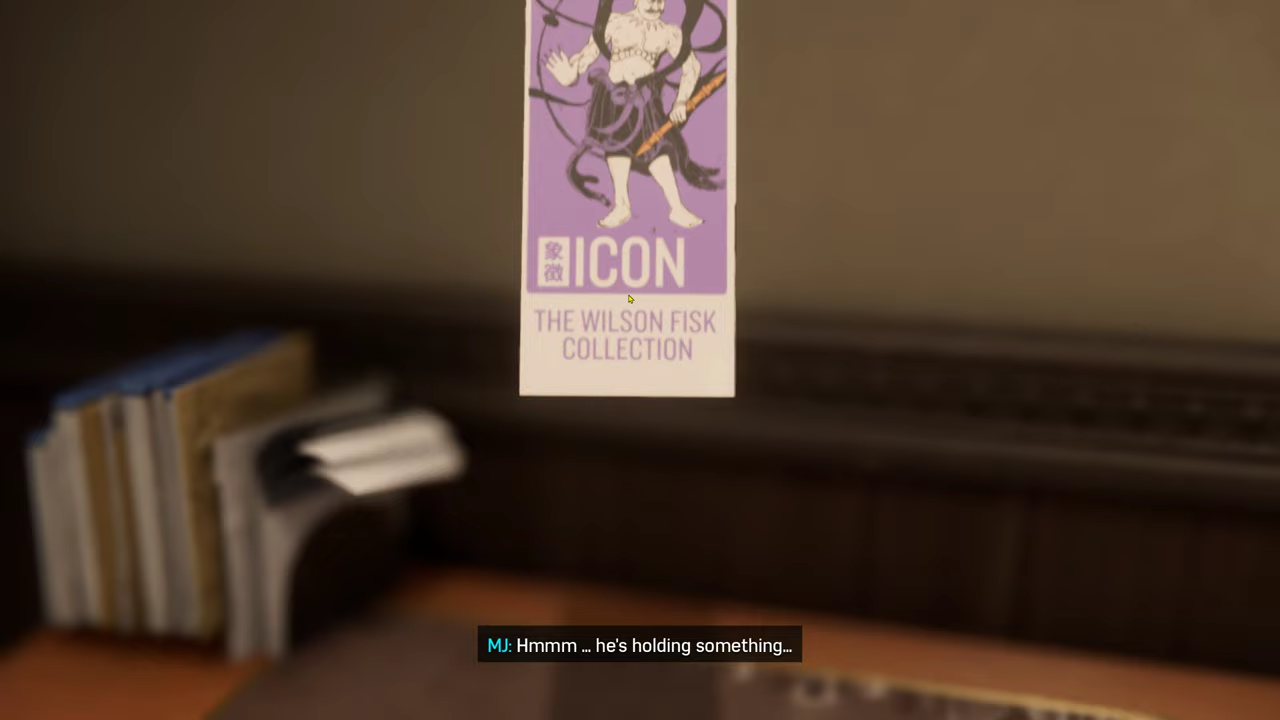 象
徴
ICON
THE WILSON FISK
COLLECTION
MJ: Hmmm ... he's holding something...